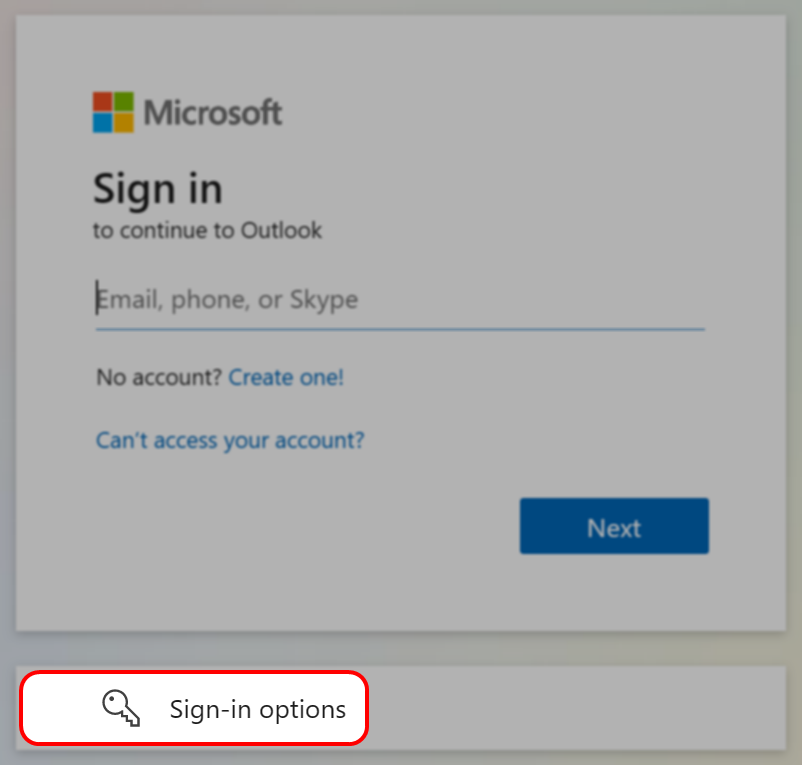 Microsoft
Sign in
to continue to Outlook
Email, phone, or Skype
No account? Create one!
Can't access your account?
Next
Sign-in options